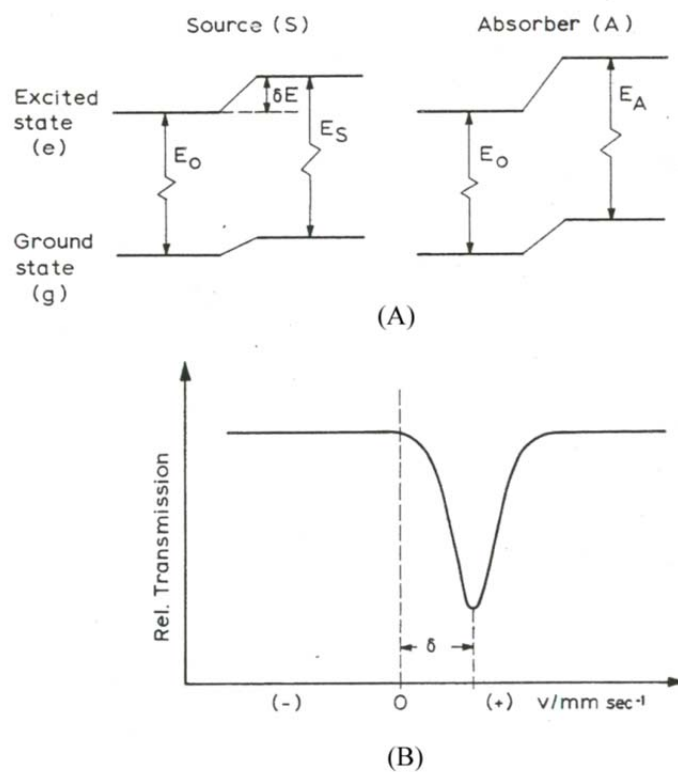 Source (S)
Absorber (A)
Excited
state
(e)
δE
E_O
E_S
E_O
E_A
Ground
state
(g)
(A)
Rel. Transmission
δ
(-) O (+) v/mm sec⁻¹
(B)